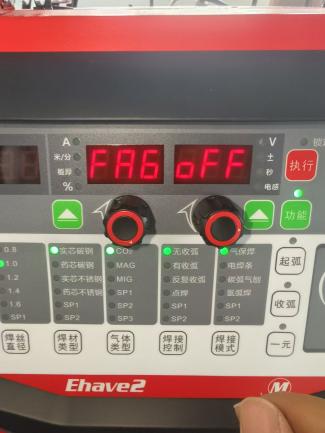 A V
米/分 ±
板厚 秒
% 电感
FA6 oFF
执行
功能
0.8 实芯碳钢 CO₂ 无收弧 气保焊
1.0 药芯碳钢 MAG 有收弧 电焊条
1.2 实芯不锈钢 MIG 反复收弧 碳弧气刨
1.4 药芯不锈钢 SP1 点焊 氩弧焊
1.6 SP1 SP2 SP1 SP1
SP1 SP2 SP3 SP2 SP2
焊丝直径 焊材类型 气体类型 焊接控制 焊接模式
起弧
收弧
一元
Ehave2
M